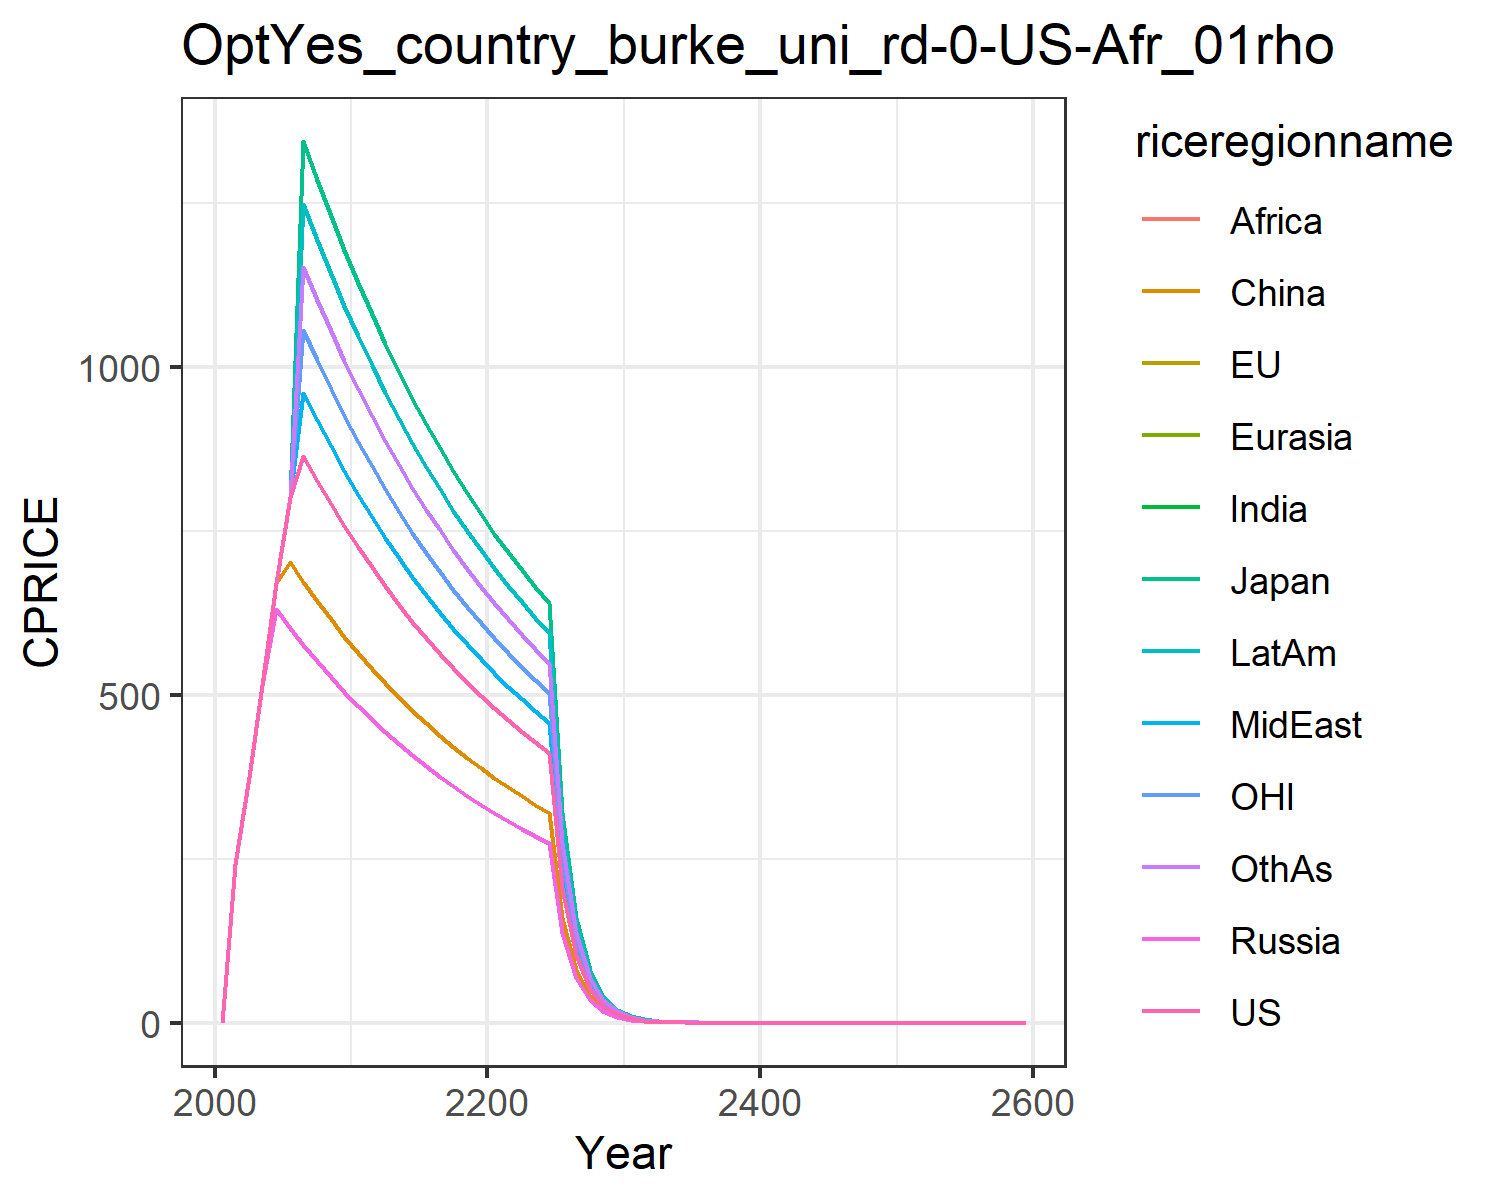 OptYes_country_burke_uni_rd-0-US-Afr_01rho
CPRICE
1000
500
0
2000
2200
2400
2600
Year
riceregionname
Africa
China
EU
Eurasia
India
Japan
LatAm
MidEast
OHI
OthAs
Russia
US